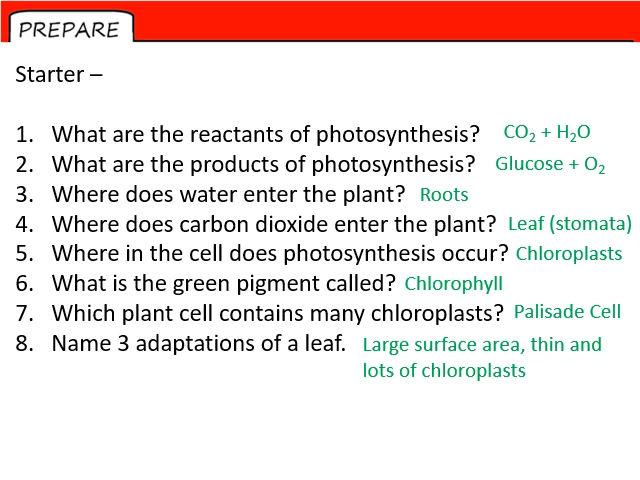 PREPARE
Starter –
1. What are the reactants of photosynthesis? CO₂ + H₂O
2. What are the products of photosynthesis? Glucose + O₂
3. Where does water enter the plant? Roots
4. Where does carbon dioxide enter the plant? Leaf (stomata)
5. Where in the cell does photosynthesis occur? Chloroplasts
6. What is the green pigment called? Chlorophyll
7. Which plant cell contains many chloroplasts? Palisade Cell
8. Name 3 adaptations of a leaf. Large surface area, thin and
lots of chloroplasts